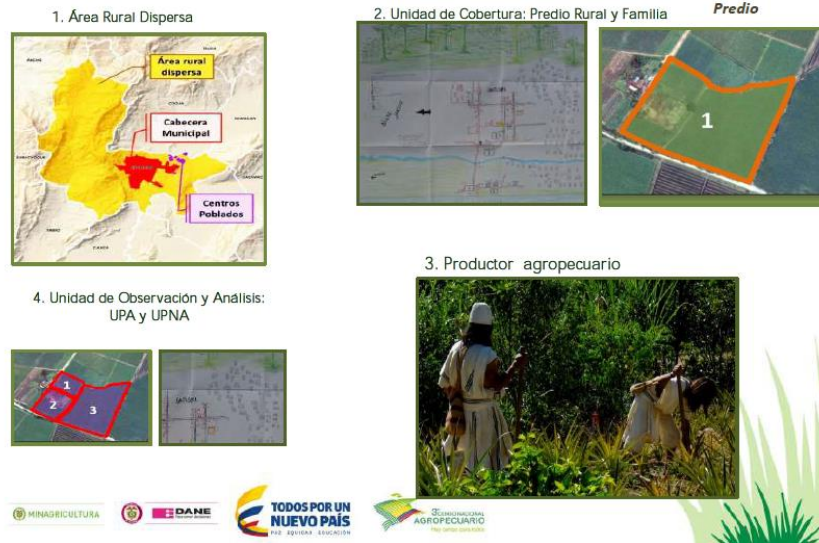 1. Área Rural Dispersa
Área rural
dispersa
Cabecera
Municipal
Centros
Poblados
2. Unidad de Cobertura: Predio Rural y Familia
Predio
1
3. Productor agropecuario
4. Unidad de Observación y Análisis:
UPA y UPNA
1
2
3
MINAGRICULTURA
DANE
TODOS POR UN
NUEVO PAÍS
PAZ EQUIDAD EDUCACIÓN
AGROPECUARIO